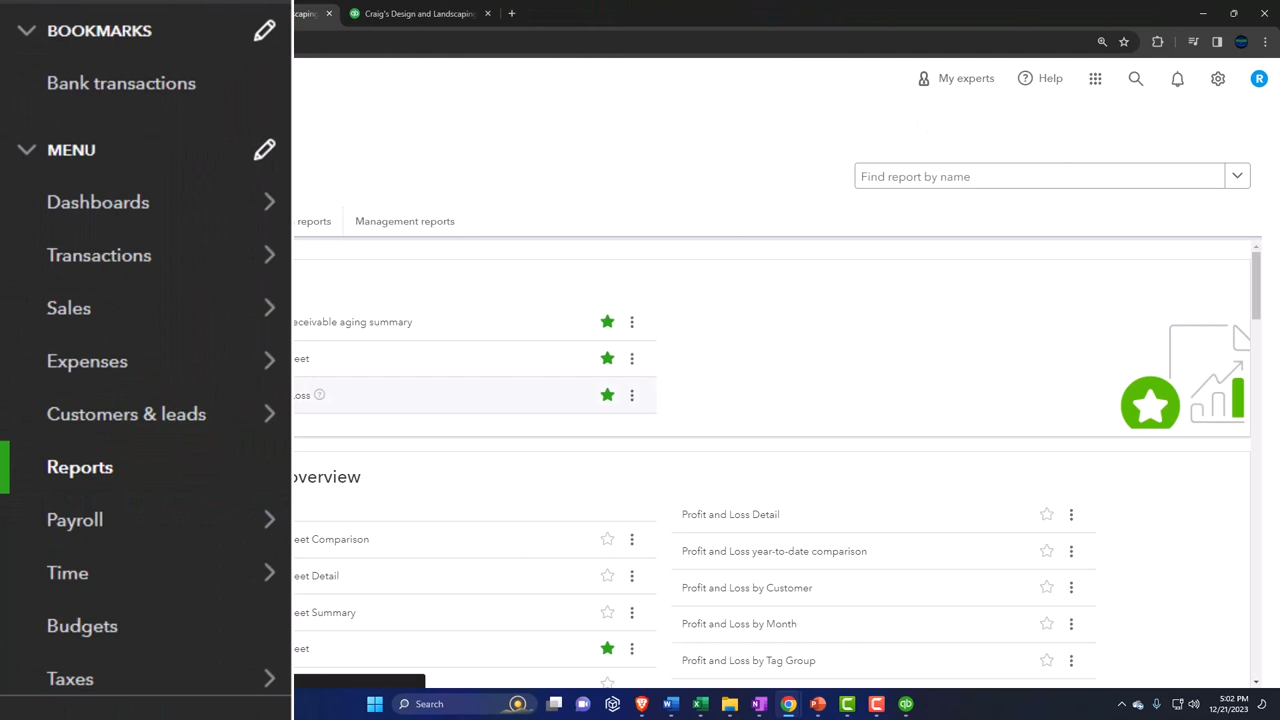 BOOKMARKS
Bank transactions
MENU
Dashboards
Transactions
Sales
Expenses
Customers & leads
Reports
Payroll
Time
Budgets
Taxes
Craig's Design and Landscaping
My experts
Help
R
Find report by name
reports
Management reports
eceivable aging summary
eet
oss
overview
eet Comparison
eet Detail
eet Summary
eet
Profit and Loss Detail
Profit and Loss year-to-date comparison
Profit and Loss by Customer
Profit and Loss by Month
Profit and Loss by Tag Group
Search
5:02 PM
12/21/2023